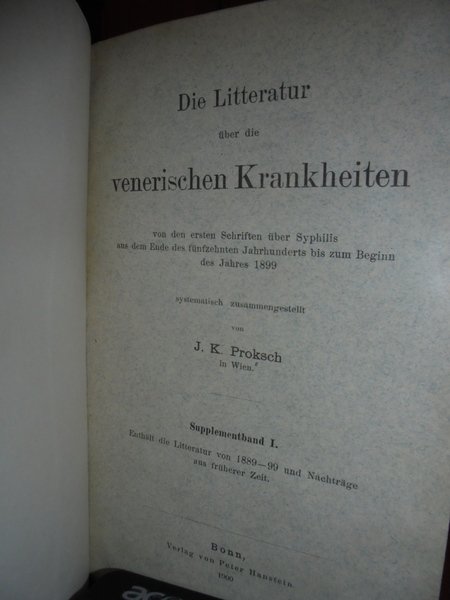 Die Litteratur
über die
venerischen Krankheiten
von den ersten Schriften über Syphilis
aus dem Ende des fünfzehnten Jahrhunderts bis zum Beginn
des Jahres 1899
systematisch zusammengestellt
von
J. K. Proksch
in Wien.
Supplementband I.
Enthält die Litteratur von 1889—99 und Nachträge
aus früherer Zeit.
Bonn,
Verlag von Peter Hanstein
1900